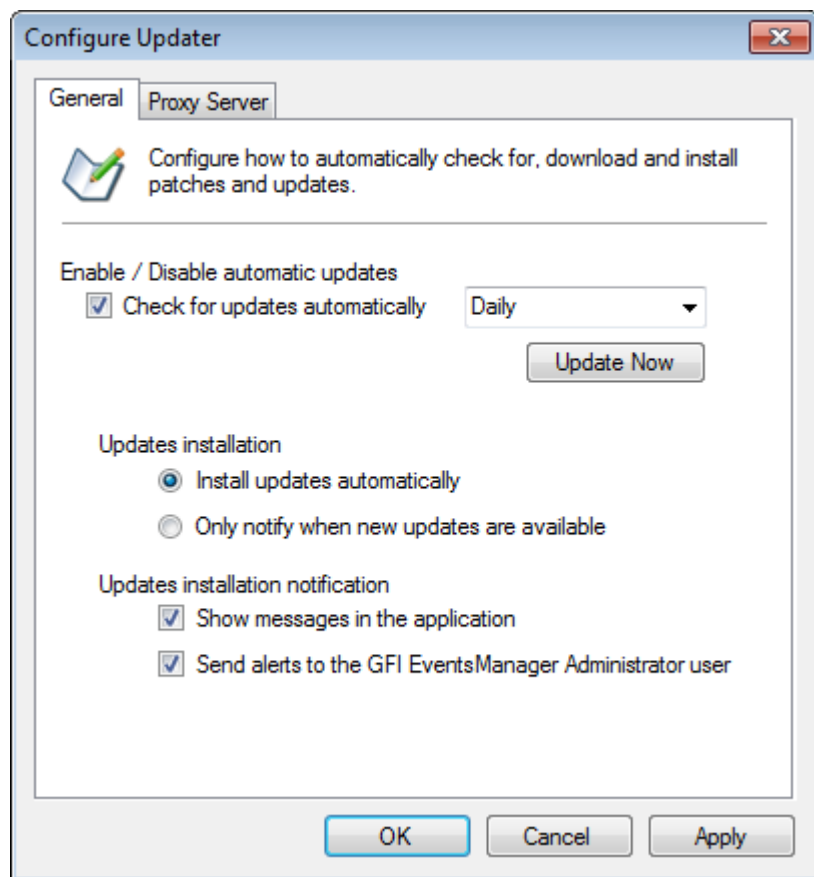 Configure Updater
General
Proxy Server
Configure how to automatically check for, download and install
patches and updates.
Enable / Disable automatic updates
Check for updates automatically
Daily
Update Now
Updates installation
Install updates automatically
Only notify when new updates are available
Updates installation notification
Show messages in the application
Send alerts to the GFI EventsManager Administrator user
OK
Cancel
Apply